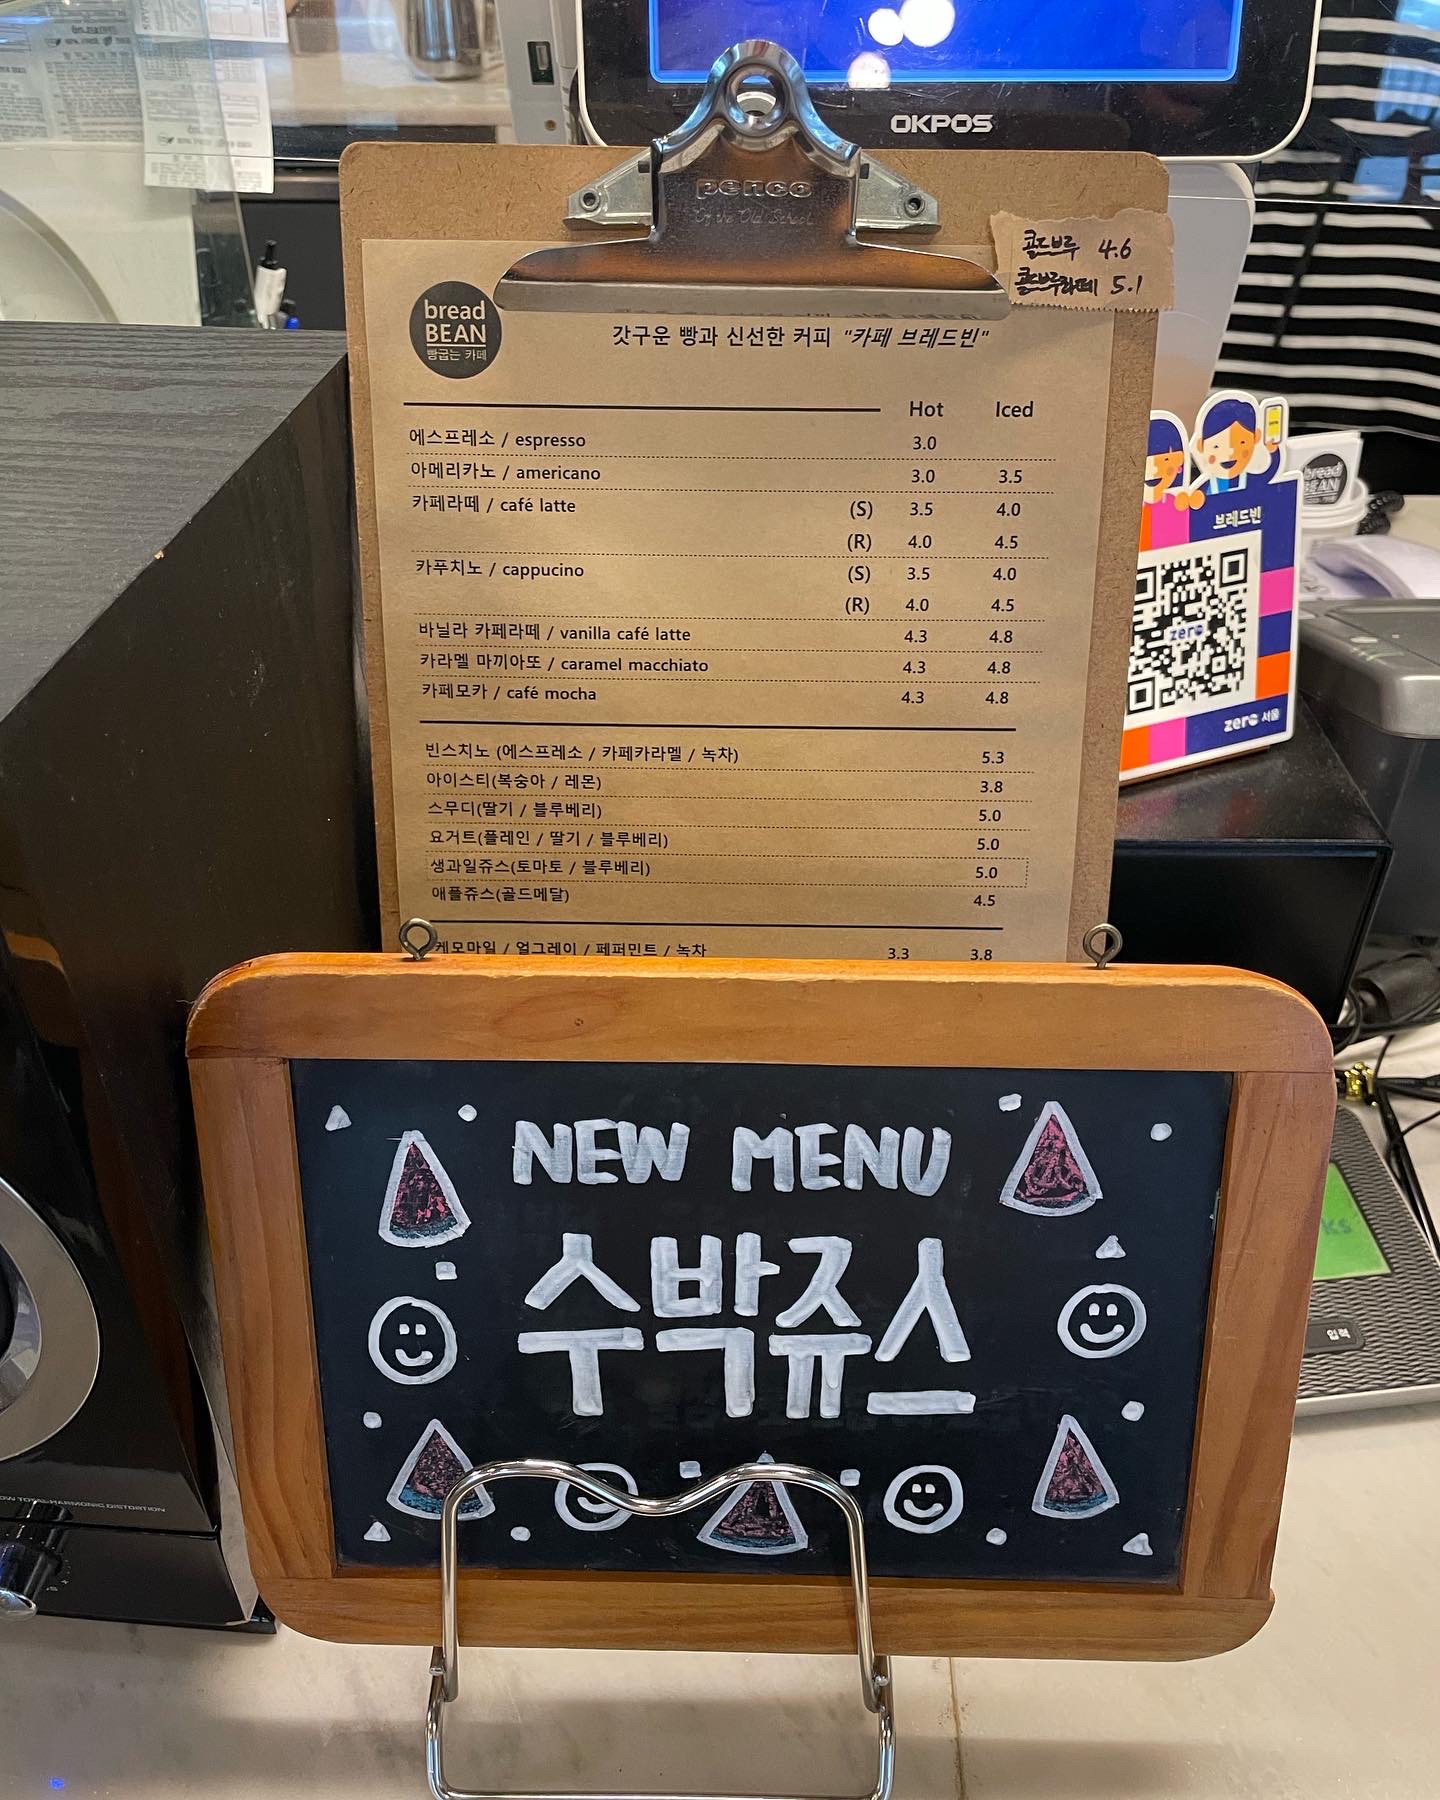 OKPOS
penco
Of the Old School
콜드브루 4.6
콜드브루라떼 5.1
bread
BEAN
빵굽는 카페
갓구운 빵과 신선한 커피 "카페 브레드빈"
Hot Iced
에스프레소 / espresso 3.0
아메리카노 / americano 3.0 3.5
카페라떼 / café latte (S) 3.5 4.0
(R) 4.0 4.5
카푸치노 / cappucino (S) 3.5 4.0
(R) 4.0 4.5
바닐라 카페라떼 / vanilla café latte 4.3 4.8
카라멜 마끼아또 / caramel macchiato 4.3 4.8
카페모카 / café mocha 4.3 4.8
빈스치노 (에스프레소 / 카페카라멜 / 녹차) 5.3
아이스티(복숭아 / 레몬) 3.8
스무디(딸기 / 블루베리) 5.0
요거트(플레인 / 딸기 / 블루베리) 5.0
생과일쥬스(토마토 / 블루베리) 5.0
애플쥬스(골드메달) 4.5
케모마일 / 얼그레이 / 페퍼민트 / 녹차 3.3 3.8
bread
BEAN
브레드빈
zero
zero 서울
NEW MENU
수박쥬스
입력
HARMONIC DISTORTION